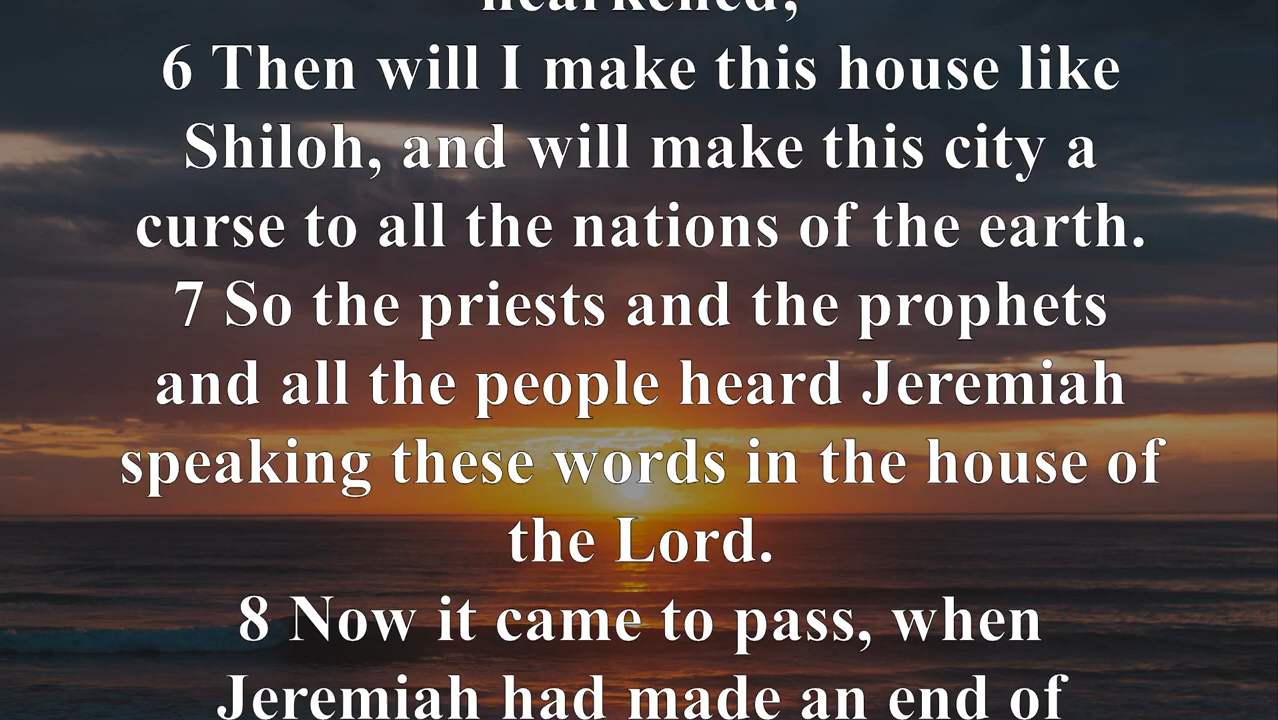 hearkened;
6 Then will I make this house like
Shiloh, and will make this city a
curse to all the nations of the earth.
7 So the priests and the prophets
and all the people heard Jeremiah
speaking these words in the house of
the Lord.
8 Now it came to pass, when
Jeremiah had made an end of